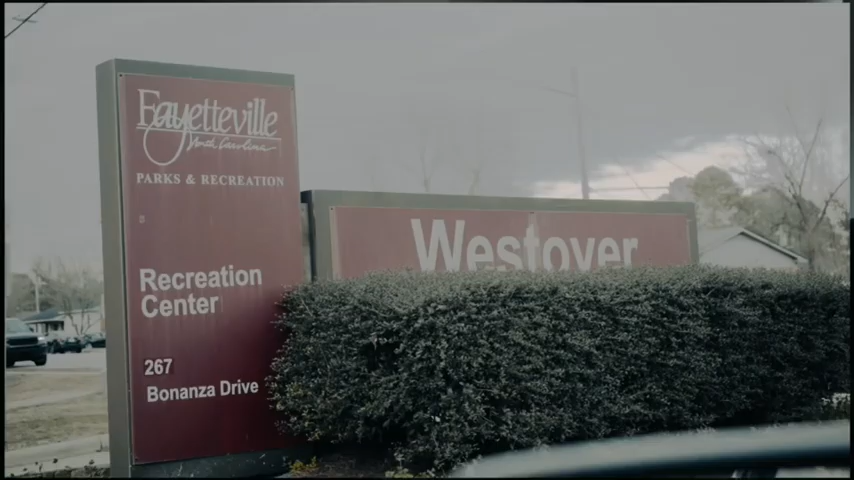 Fayetteville
North Carolina
PARKS & RECREATION
Westover
Recreation
Center
267
Bonanza Drive